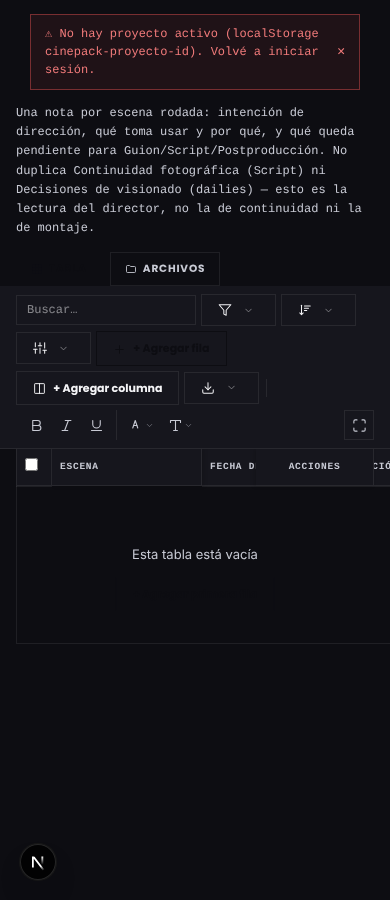 ⚠ No hay proyecto activo (localStorage
cinepack-proyecto-id). Volvé a iniciar
sesión.
×
Una nota por escena rodada: intención de
dirección, qué toma usar y por qué, y qué queda
pendiente para Guion/Script/Postproducción. No
duplica Continuidad fotográfica (Script) ni
Decisiones de visionado (dailies) — esto es la
lectura del director, no la de continuidad ni la
de montaje.
ARCHIVOS
Buscar…
+ Agregar fila
+ Agregar columna
B I U A T
ESCENA FECHA D ACCIONES CIÓ
Esta tabla está vacía
N